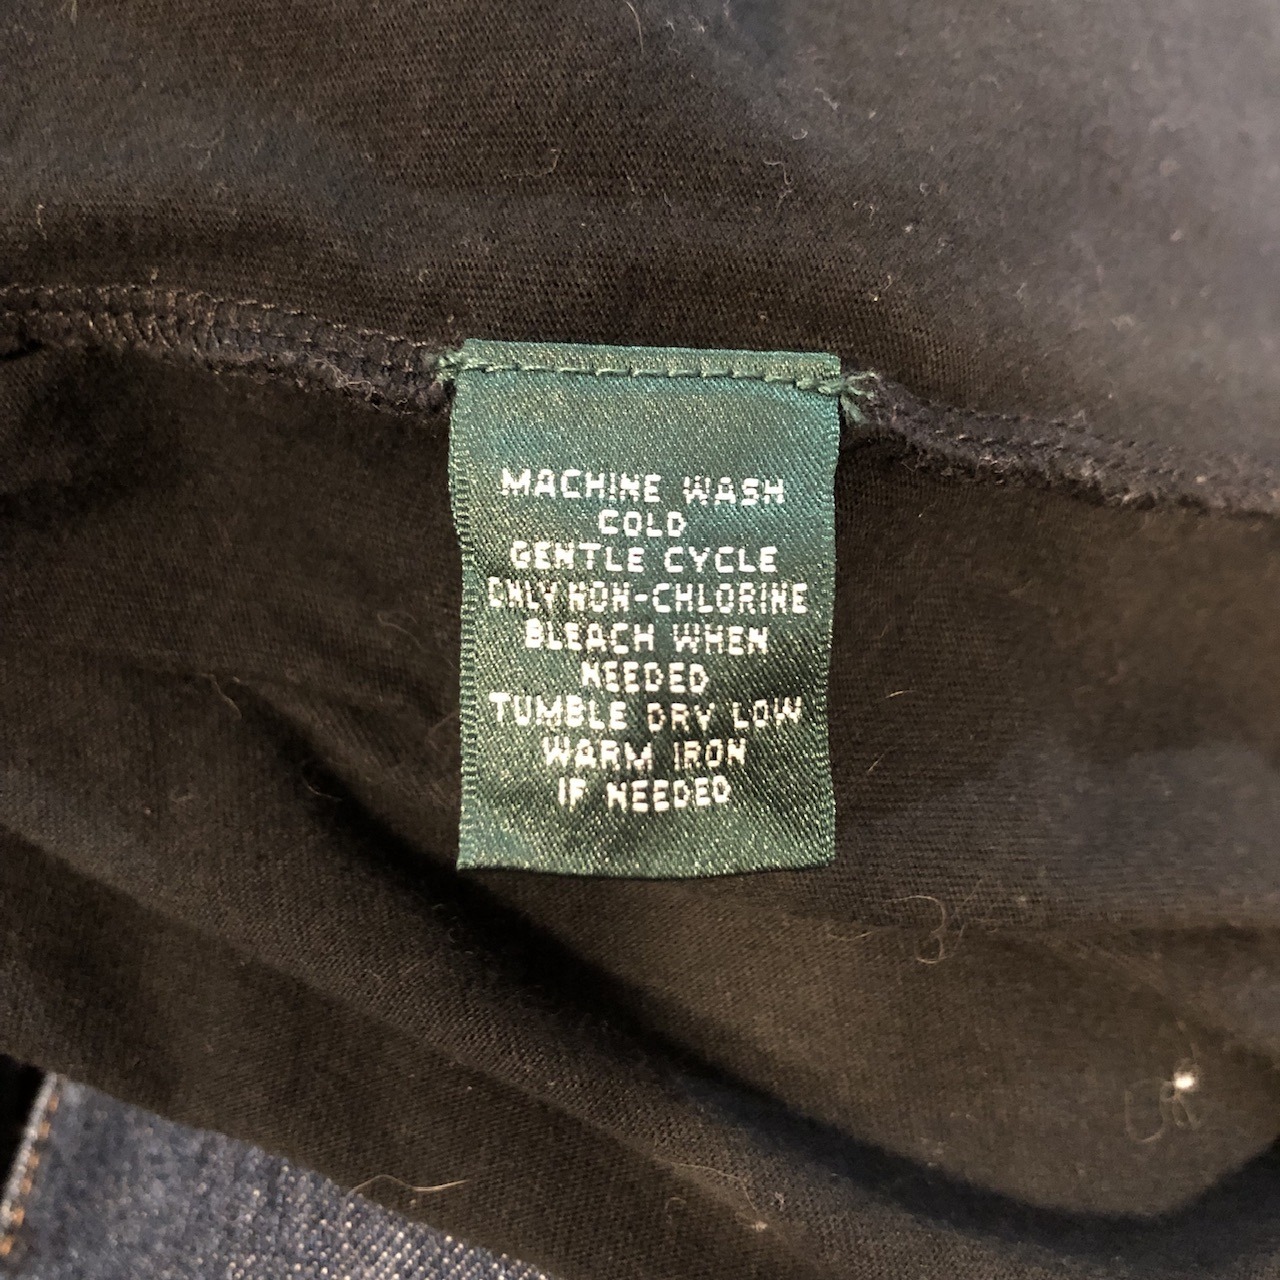 MACHINE WASH
COLD
GENTLE CYCLE
ONLY NON-CHLORINE
BLEACH WHEN
NEEDED
TUMBLE DRY LOW
WARM IRON
IF NEEDED